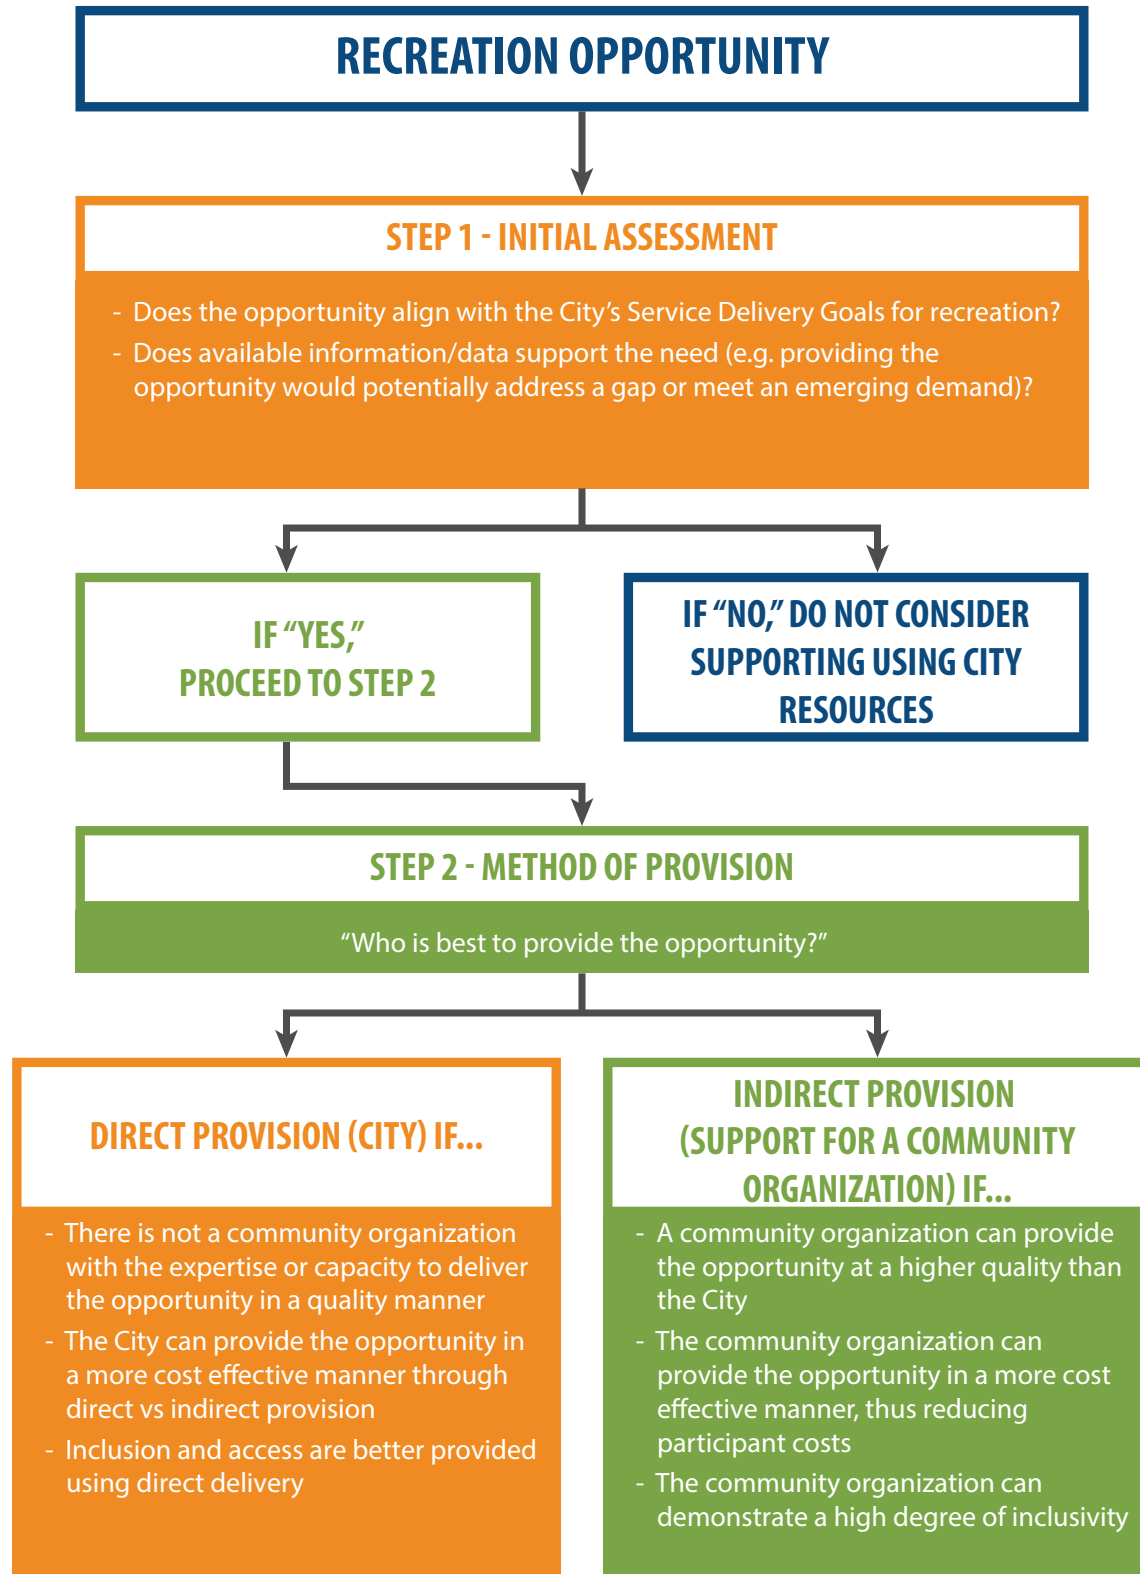 RECREATION OPPORTUNITY
STEP 1 - INITIAL ASSESSMENT
- Does the opportunity align with the City’s Service Delivery Goals for recreation?
- Does available information/data support the need (e.g. providing the
opportunity would potentially address a gap or meet an emerging demand)?
IF “YES,”
PROCEED TO STEP 2
IF “NO,” DO NOT CONSIDER
SUPPORTING USING CITY
RESOURCES
STEP 2 - METHOD OF PROVISION
“Who is best to provide the opportunity?”
DIRECT PROVISION (CITY) IF...
- There is not a community organization
with the expertise or capacity to deliver
the opportunity in a quality manner
- The City can provide the opportunity in
a more cost effective manner through
direct vs indirect provision
- Inclusion and access are better provided
using direct delivery
INDIRECT PROVISION
(SUPPORT FOR A COMMUNITY
ORGANIZATION) IF...
- A community organization can provide
the opportunity at a higher quality than
the City
- The community organization can
provide the opportunity in a more cost
effective manner, thus reducing
participant costs
- The community organization can
demonstrate a high degree of inclusivity